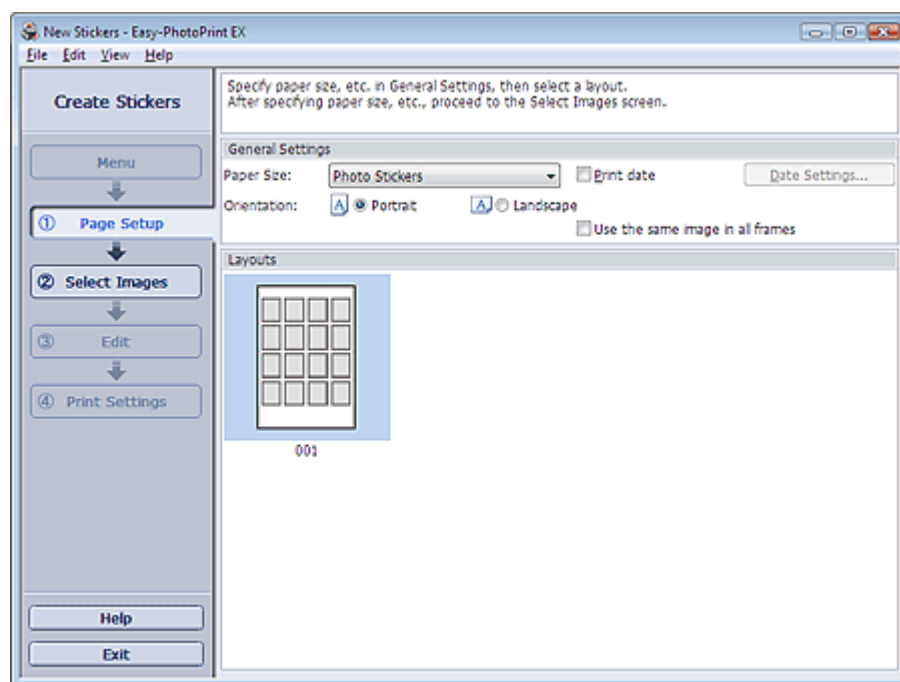 New Stickers - Easy-PhotoPrint EX
File Edit View Help
Create Stickers
Specify paper size, etc. in General Settings, then select a layout.
After specifying paper size, etc., proceed to the Select Images screen.
Menu
① Page Setup
② Select Images
③ Edit
④ Print Settings
Help
Exit
General Settings
Paper Size: Photo Stickers Print date Date Settings...
Orientation: A Portrait A Landscape
Use the same image in all frames
Layouts
001